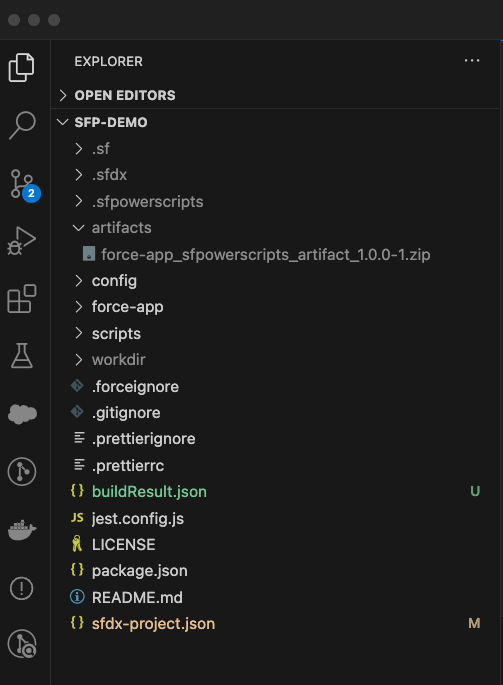 EXPLORER
OPEN EDITORS
SFP-DEMO
.sf
.sfdx
.sfpowerscripts
artifacts
force-app_sfpowerscripts_artifact_1.0.0-1.zip
config
force-app
scripts
workdir
.forceignore
.gitignore
.prettierignore
.prettierrc
{} buildResult.json U
JS jest.config.js
LICENSE
{} package.json
README.md
{} sfdx-project.json M
2